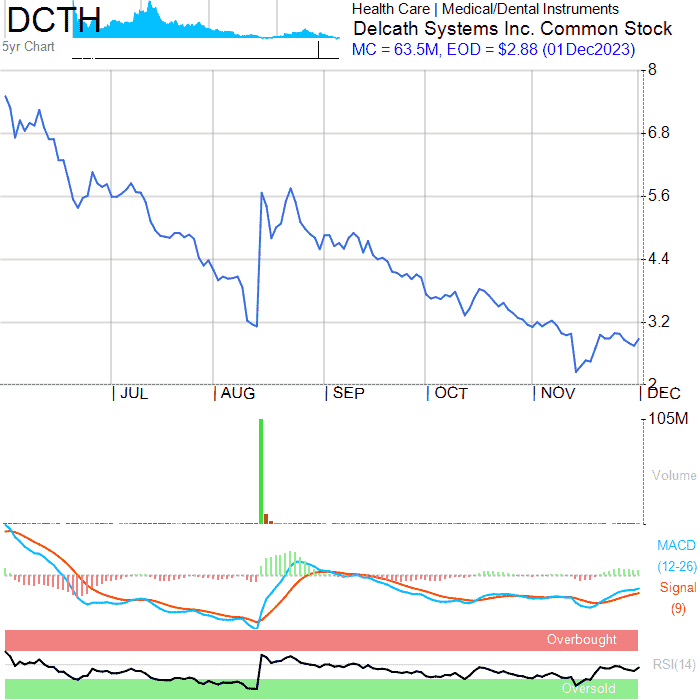 DCTH
5yr Chart
Health Care | Medical/Dental Instruments
Delcath Systems Inc. Common Stock
MC = 63.5M, EOD = $2.88 (01Dec2023)
8
6.8
5.6
4.4
3.2
2
JUL
AUG
SEP
OCT
NOV
DEC
105M
Volume
MACD
(12-26)
Signal
(9)
Overbought
RSI(14)
Oversold